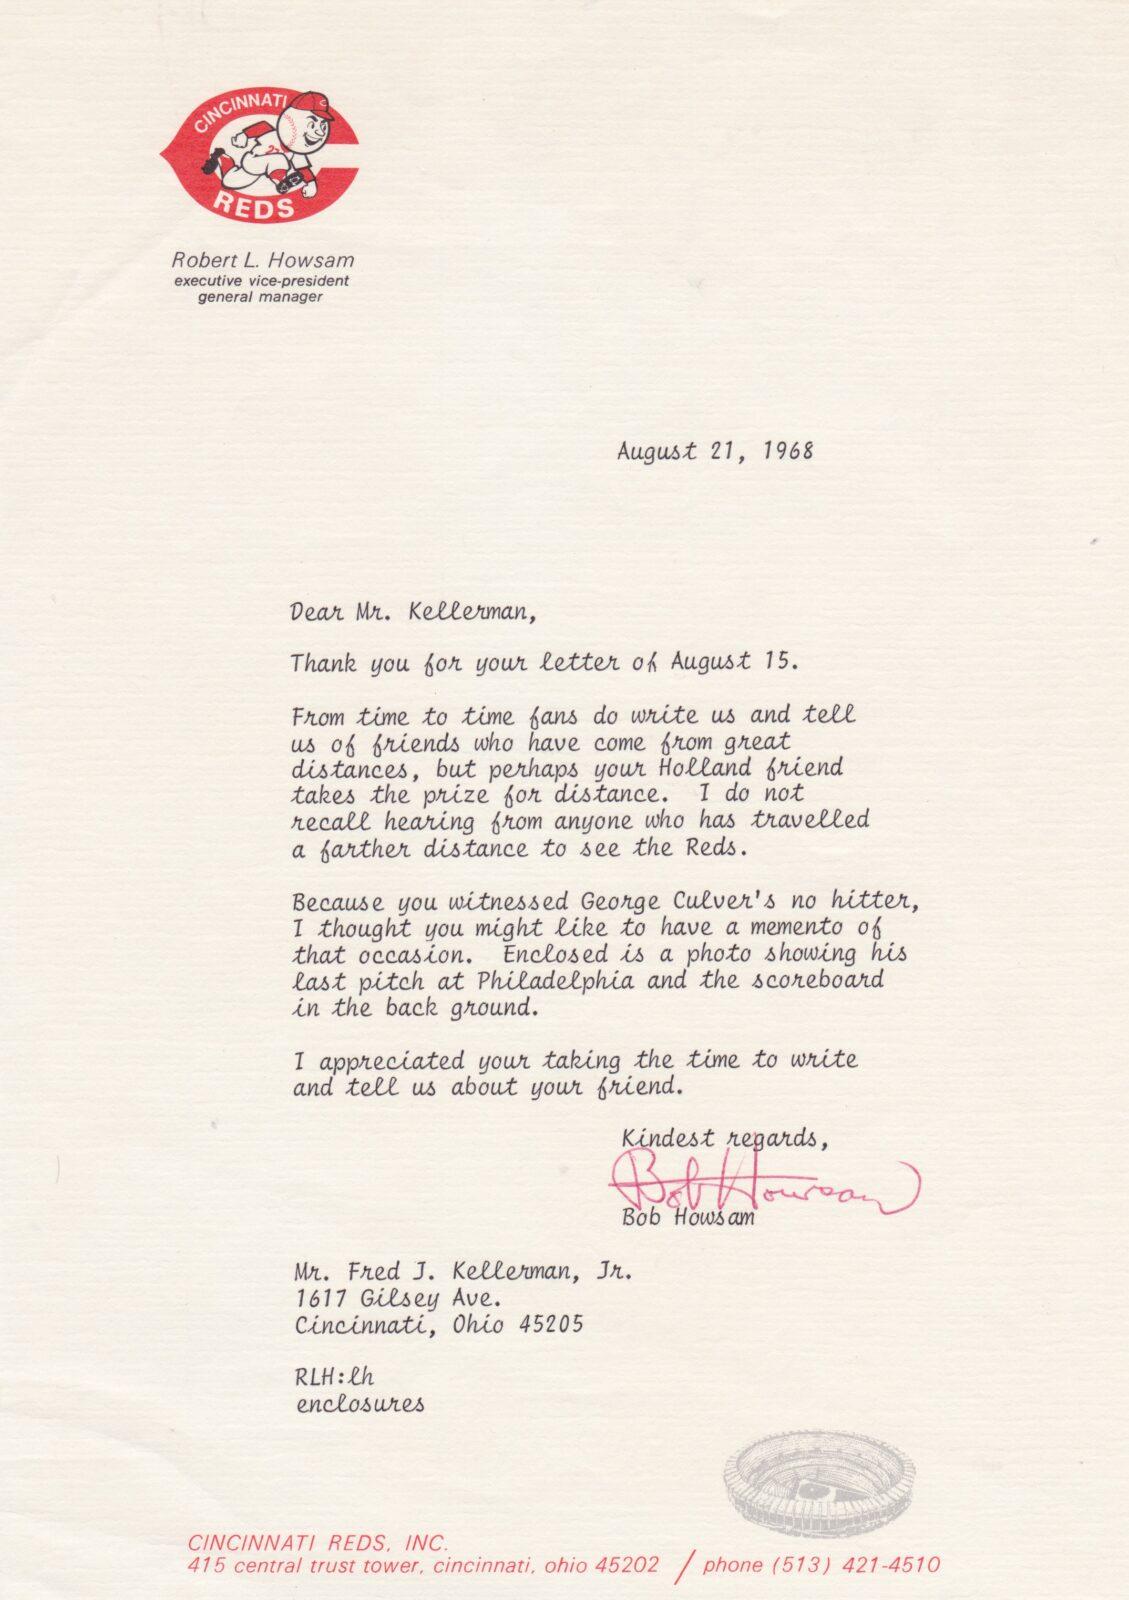 CINCINNATI
REDS
Robert L. Howsam
executive vice-president
general manager
August 21, 1968
Dear Mr. Kellerman,
Thank you for your letter of August 15.
From time to time fans do write us and tell
us of friends who have come from great
distances, but perhaps your Holland friend
takes the prize for distance. I do not
recall hearing from anyone who has travelled
a farther distance to see the Reds.
Because you witnessed George Culver's no hitter,
I thought you might like to have a memento of
that occasion. Enclosed is a photo showing his
last pitch at Philadelphia and the scoreboard
in the back ground.
I appreciated your taking the time to write
and tell us about your friend.
Kindest regards,
Bob Howsam
Bob Howsam
Mr. Fred J. Kellerman, Jr.
1617 Gilsey Ave.
Cincinnati, Ohio 45205
RLH:lh
enclosures
CINCINNATI REDS, INC.
415 central trust tower, cincinnati, ohio 45202 / phone (513) 421-4510